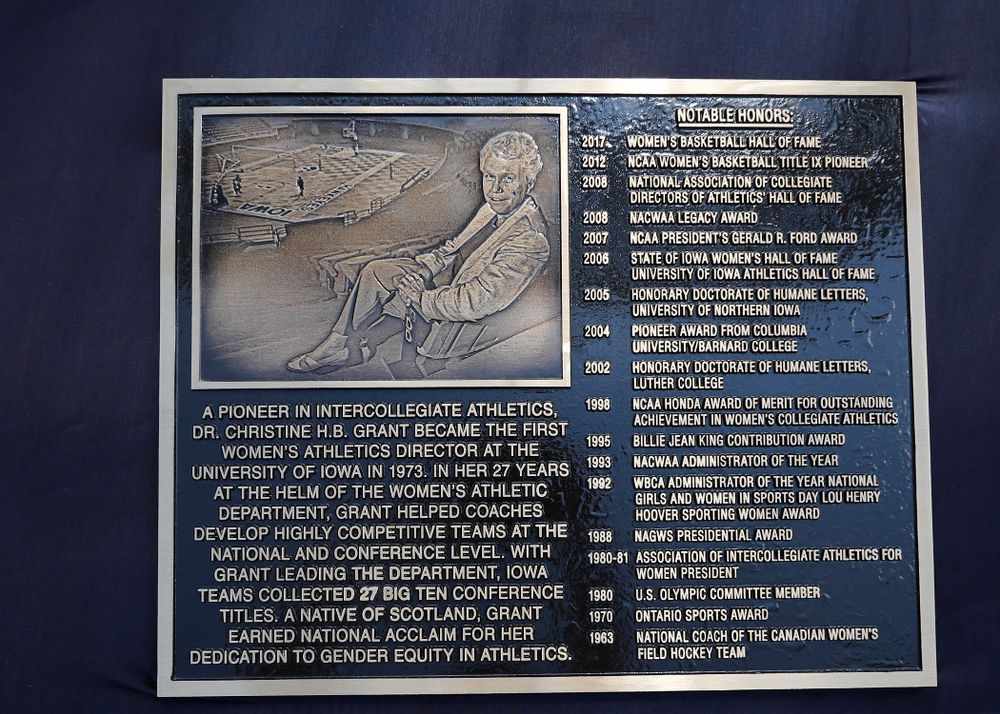 IOWA
A PIONEER IN INTERCOLLEGIATE ATHLETICS,
DR. CHRISTINE H.B. GRANT BECAME THE FIRST
WOMEN'S ATHLETICS DIRECTOR AT THE
UNIVERSITY OF IOWA IN 1973. IN HER 27 YEARS
AT THE HELM OF THE WOMEN'S ATHLETIC
DEPARTMENT, GRANT HELPED COACHES
DEVELOP HIGHLY COMPETITIVE TEAMS AT THE
NATIONAL AND CONFERENCE LEVEL. WITH
GRANT LEADING THE DEPARTMENT, IOWA
TEAMS COLLECTED 27 BIG TEN CONFERENCE
TITLES. A NATIVE OF SCOTLAND, GRANT
EARNED NATIONAL ACCLAIM FOR HER
DEDICATION TO GENDER EQUITY IN ATHLETICS.
NOTABLE HONORS:
2017 WOMEN'S BASKETBALL HALL OF FAME
2012 NCAA WOMEN'S BASKETBALL TITLE IX PIONEER
2008 NATIONAL ASSOCIATION OF COLLEGIATE
DIRECTORS OF ATHLETICS' HALL OF FAME
2008 NACWAA LEGACY AWARD
2007 NCAA PRESIDENT'S GERALD R. FORD AWARD
2006 STATE OF IOWA WOMEN'S HALL OF FAME
UNIVERSITY OF IOWA ATHLETICS HALL OF FAME
2005 HONORARY DOCTORATE OF HUMANE LETTERS,
UNIVERSITY OF NORTHERN IOWA
2004 PIONEER AWARD FROM COLUMBIA
UNIVERSITY/BARNARD COLLEGE
2002 HONORARY DOCTORATE OF HUMANE LETTERS,
LUTHER COLLEGE
1998 NCAA HONDA AWARD OF MERIT FOR OUTSTANDING
ACHIEVEMENT IN WOMEN'S COLLEGIATE ATHLETICS
1995 BILLIE JEAN KING CONTRIBUTION AWARD
1993 NACWAA ADMINISTRATOR OF THE YEAR
1992 WBCA ADMINISTRATOR OF THE YEAR NATIONAL
GIRLS AND WOMEN IN SPORTS DAY LOU HENRY
HOOVER SPORTING WOMEN AWARD
1988 NAGWS PRESIDENTIAL AWARD
1980-81 ASSOCIATION OF INTERCOLLEGIATE ATHLETICS FOR
WOMEN PRESIDENT
1980 U.S. OLYMPIC COMMITTEE MEMBER
1970 ONTARIO SPORTS AWARD
1963 NATIONAL COACH OF THE CANADIAN WOMEN'S
FIELD HOCKEY TEAM